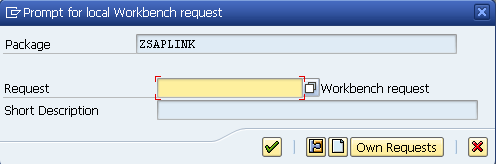 Prompt for local Workbench request
Package ZSAPLINK
Request Workbench request
Short Description
Own Requests